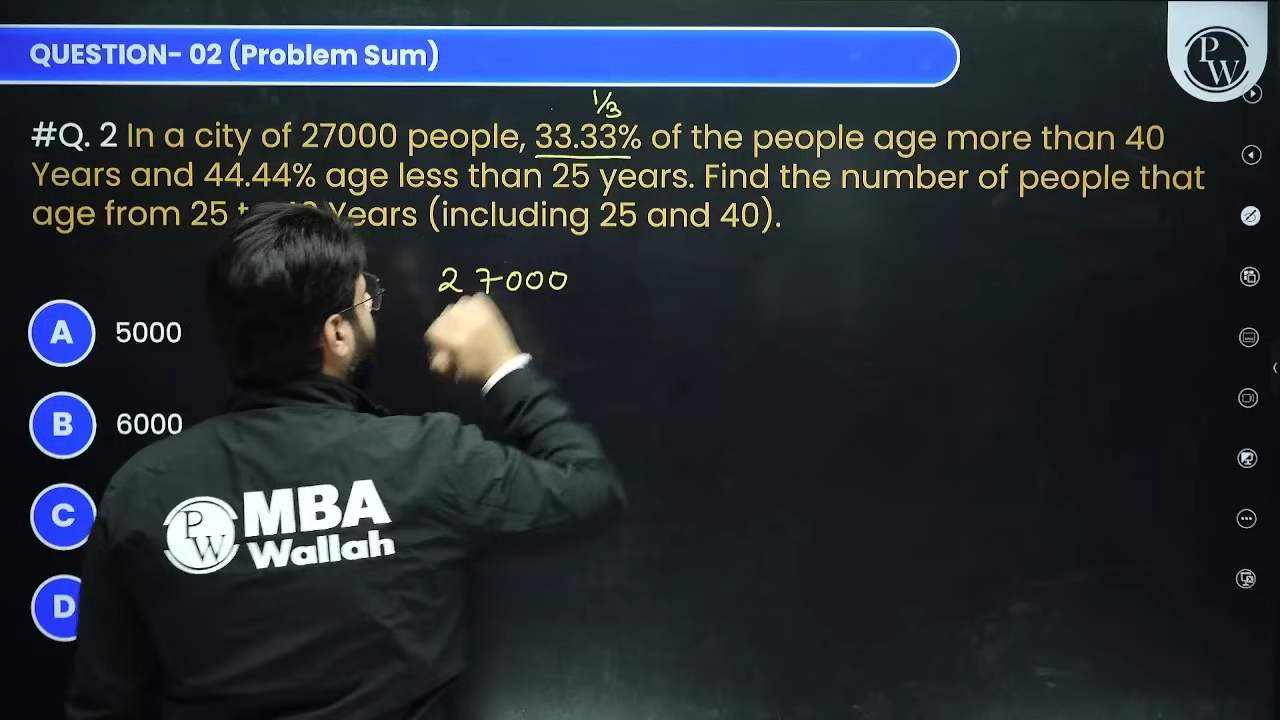 QUESTION- 02 (Problem Sum)
PW
1/3
#Q. 2 In a city of 27000 people, 33.33% of the people age more than 40
Years and 44.44% age less than 25 years. Find the number of people that
age from 25 Years (including 25 and 40).
27000
A 5000
B 6000
C
D
PW MBA
Wallah